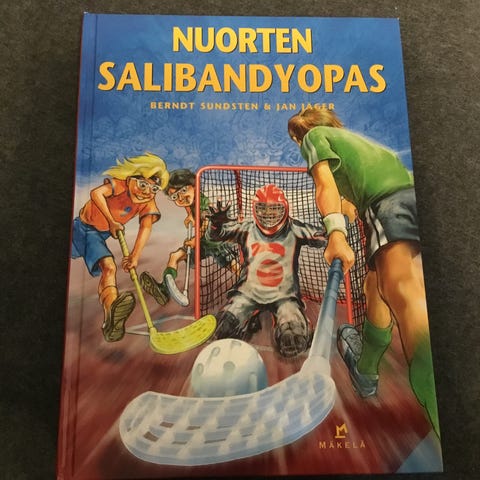 NUORTEN
SALIBANDYOPAS
BERNDT SUNDSTEN & JAN JÄGER
MÄKELÄ